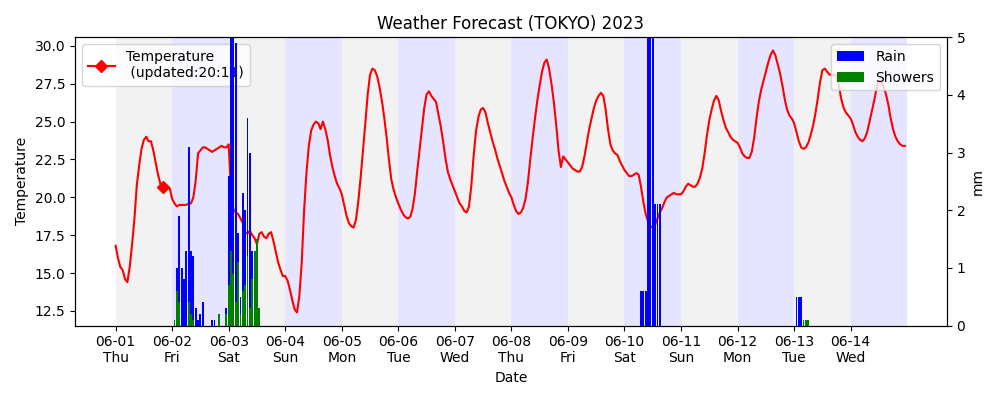 Weather Forecast (TOKYO) 2023
Temperature
(updated:20:11)
Rain
Showers
30.0
27.5
25.0
22.5
20.0
17.5
15.0
12.5
Temperature
5
4
3
2
1
0
mm
06-01 06-02 06-03 06-04 06-05 06-06 06-07 06-08 06-09 06-10 06-11 06-12 06-13 06-14
Thu Fri Sat Sun Mon Tue Wed Thu Fri Sat Sun Mon Tue Wed
Date